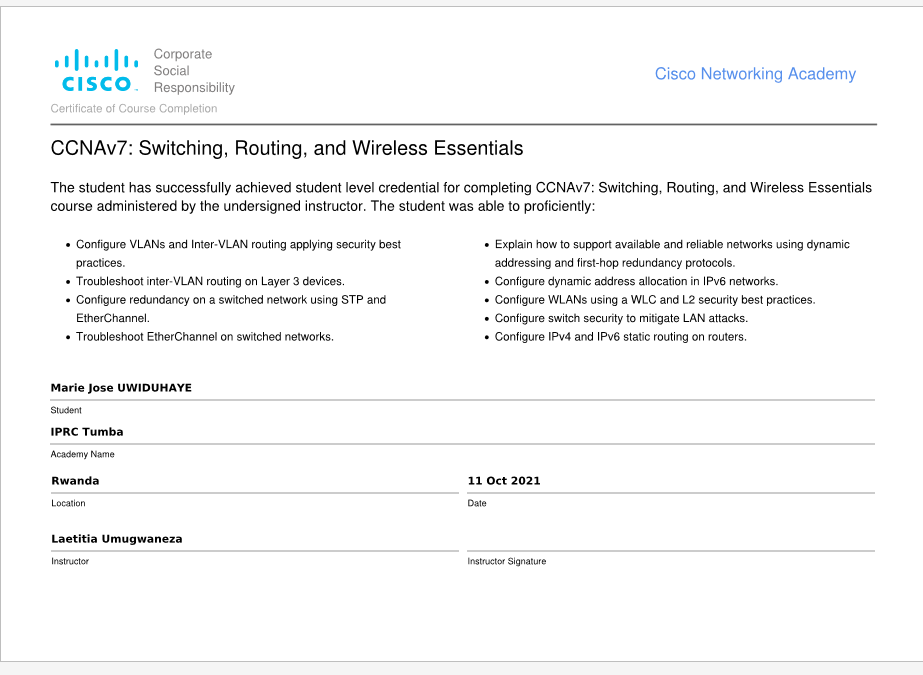 Corporate
Social
Responsibility
CISCO
Cisco Networking Academy
Certificate of Course Completion
CCNAv7: Switching, Routing, and Wireless Essentials
The student has successfully achieved student level credential for completing CCNAv7: Switching, Routing, and Wireless Essentials
course administered by the undersigned instructor. The student was able to proficiently:
• Configure VLANs and Inter-VLAN routing applying security best
practices.
• Troubleshoot inter-VLAN routing on Layer 3 devices.
• Configure redundancy on a switched network using STP and
EtherChannel.
• Troubleshoot EtherChannel on switched networks.
• Explain how to support available and reliable networks using dynamic
addressing and first-hop redundancy protocols.
• Configure dynamic address allocation in IPv6 networks.
• Configure WLANs using a WLC and L2 security best practices.
• Configure switch security to mitigate LAN attacks.
• Configure IPv4 and IPv6 static routing on routers.
Marie Jose UWIDUHAYE
Student
IPRC Tumba
Academy Name
Rwanda
Location
11 Oct 2021
Date
Laetitia Umugwaneza
Instructor
Instructor Signature